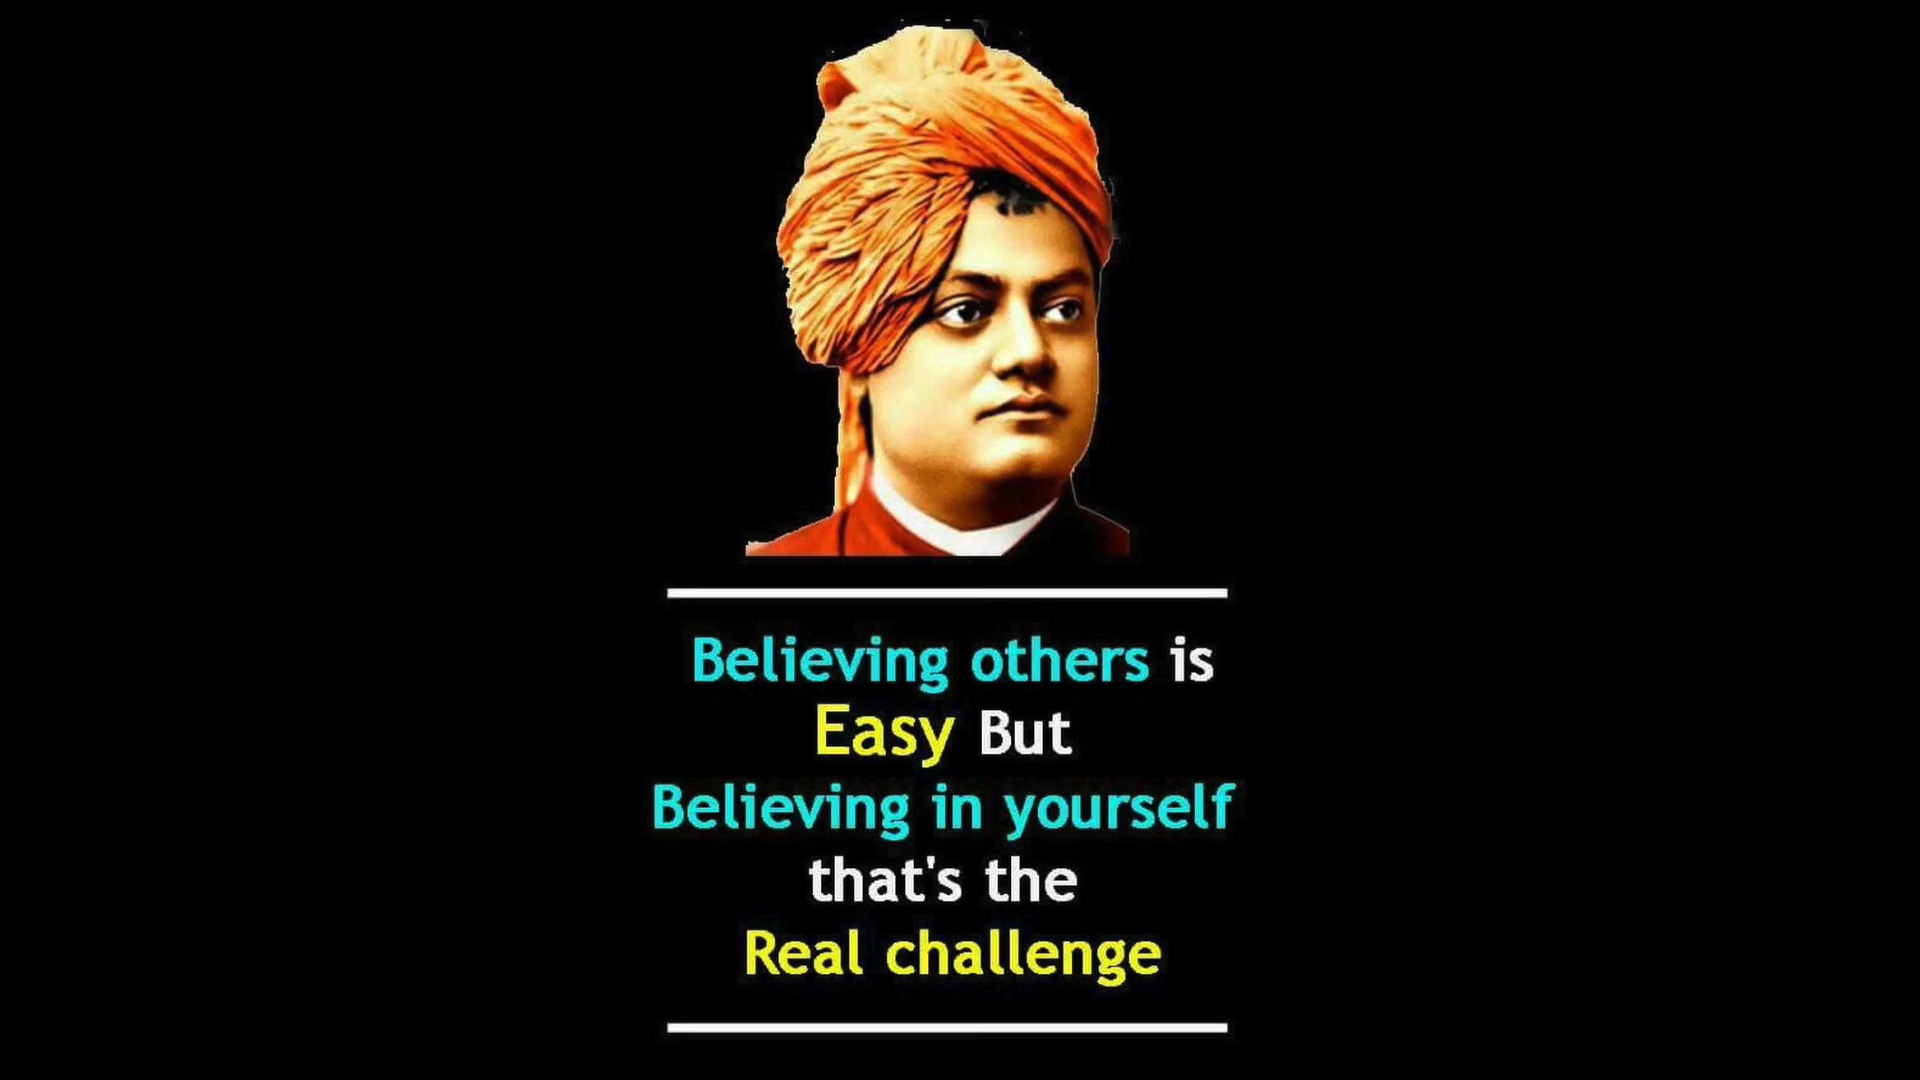 Believing others is
Easy But
Believing in yourself
that's the
Real challenge